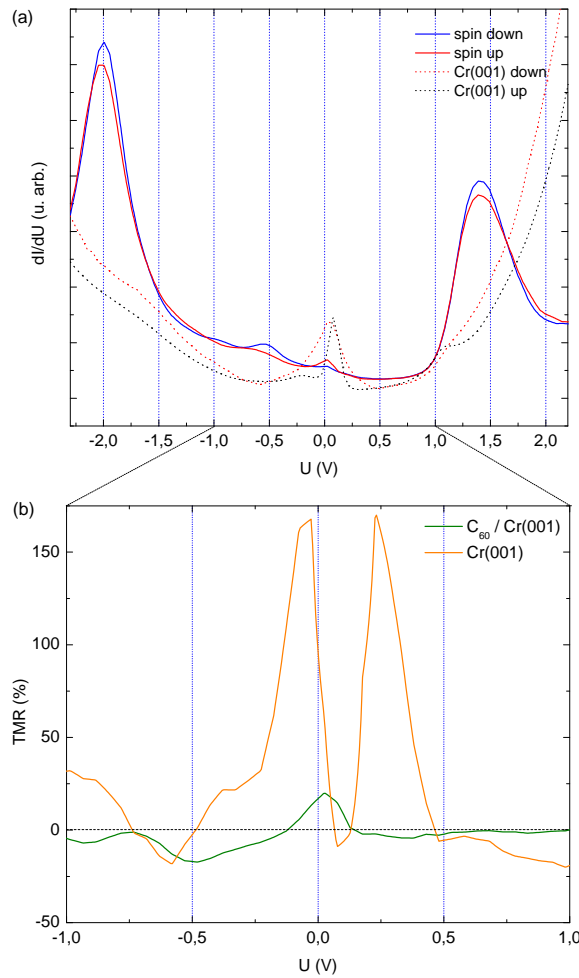 (a)
spin down
spin up
Cr(001) down
Cr(001) up
dI/dU (u. arb.)
-2,0 -1,5 -1,0 -0,5 0,0 0,5 1,0 1,5 2,0
U (V)
(b)
C60 / Cr(001)
Cr(001)
150
100
50
0
-50
TMR (%)
-1,0 -0,5 0,0 0,5 1,0
U (V)